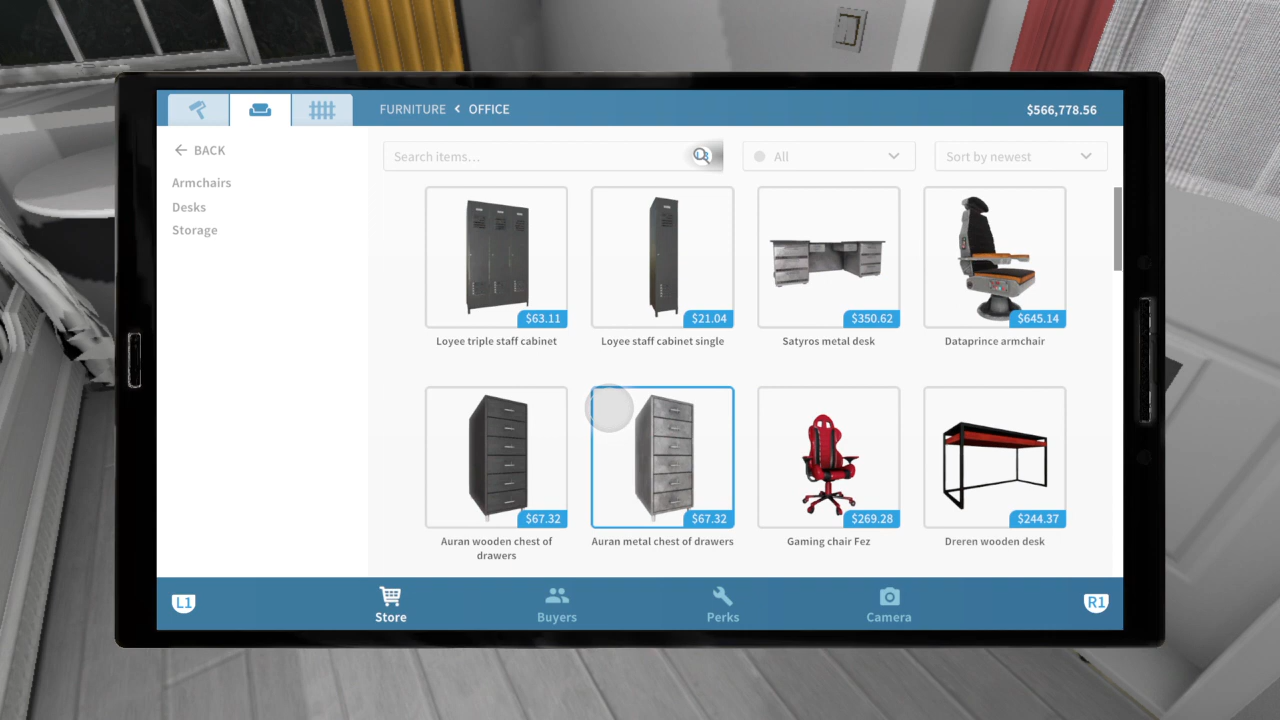 FURNITURE < OFFICE
$566,778.56
BACK
Search items...
All
Sort by newest
Armchairs
Desks
Storage
$63.11
$21.04
$350.62
$645.14
Loyee triple staff cabinet
Loyee staff cabinet single
Satyros metal desk
Dataprince armchair
$67.32
$67.32
$269.28
$244.37
Auran wooden chest of
drawers
Auran metal chest of drawers
Gaming chair Fez
Dreren wooden desk
L1
Store
Buyers
Perks
Camera
R1